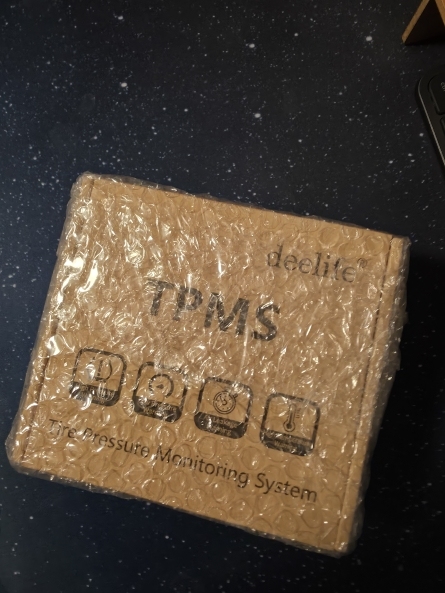 deelite®
TPMS
Tire Pressure Monitoring System